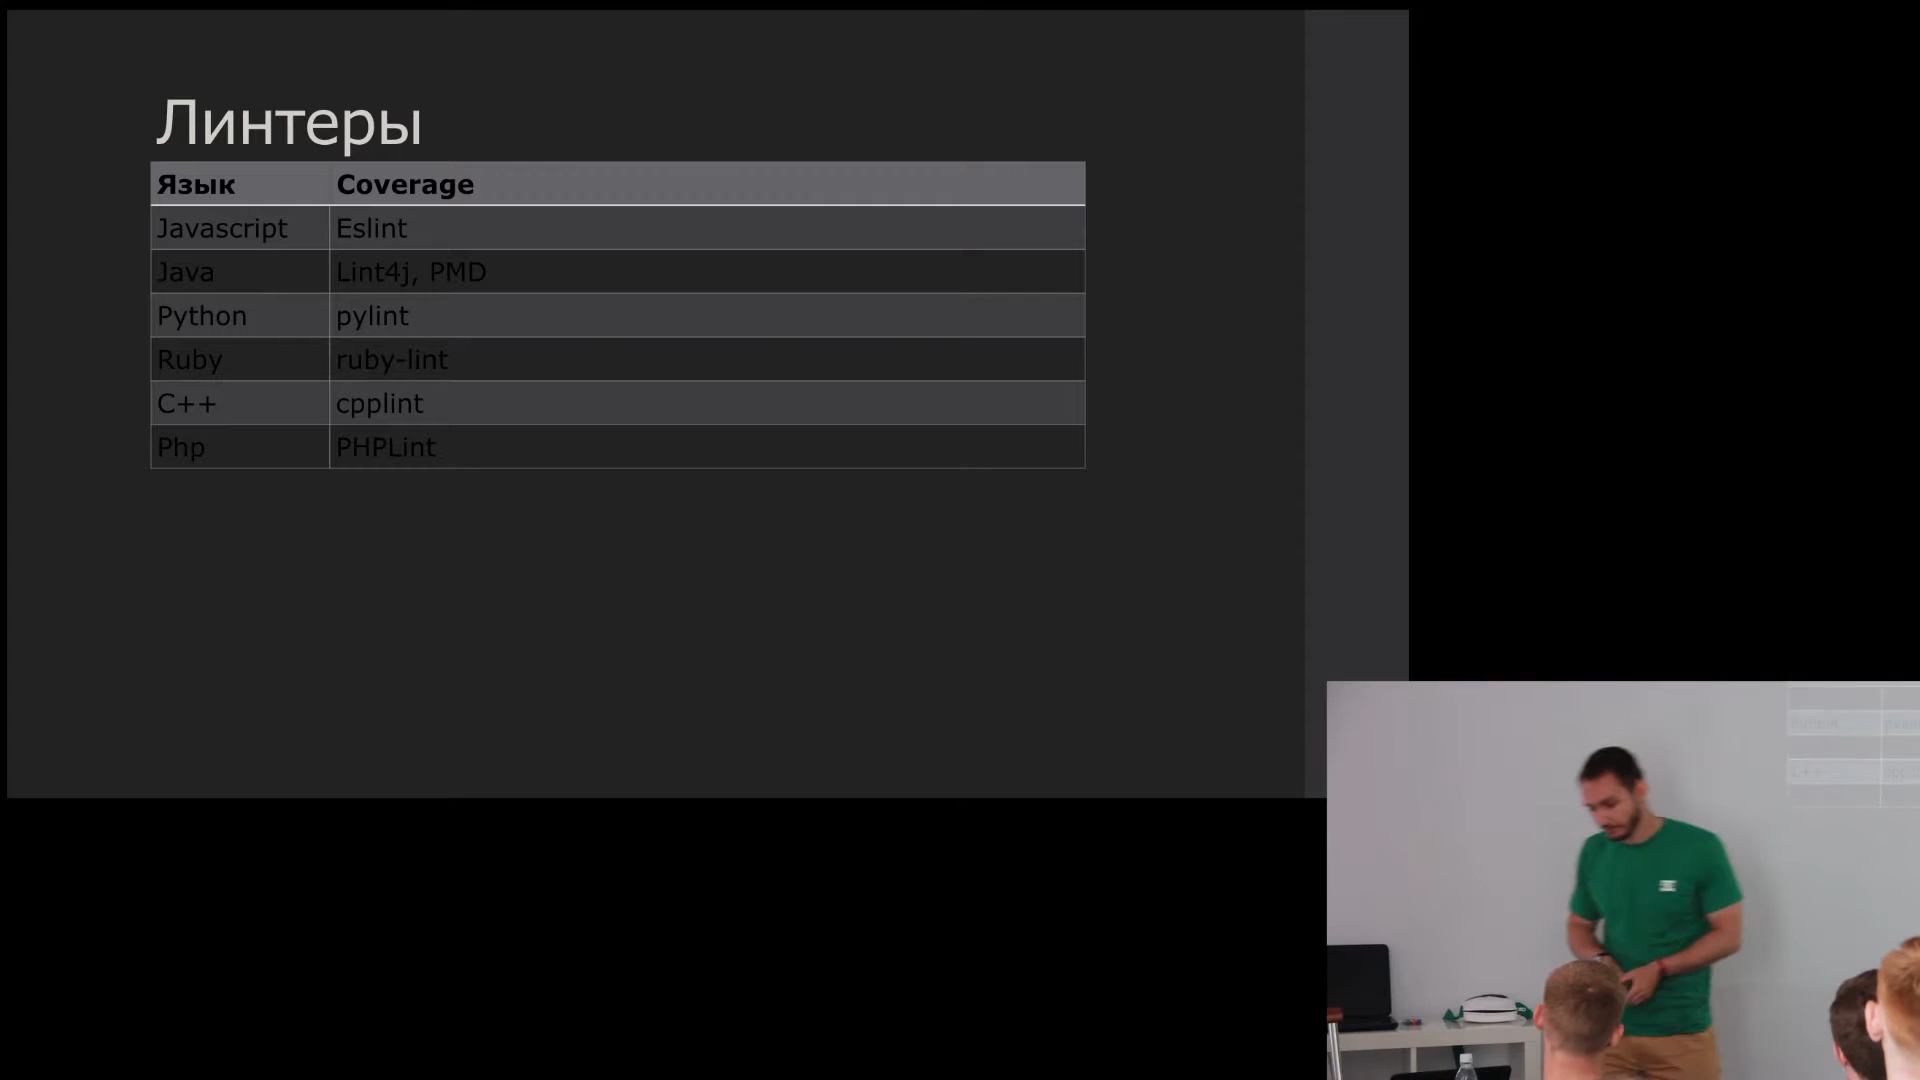 Линтеры
Язык Coverage
Javascript Eslint
Java Lint4j, PMD
Python pylint
Ruby ruby-lint
C++ cpplint
Php PHPLint